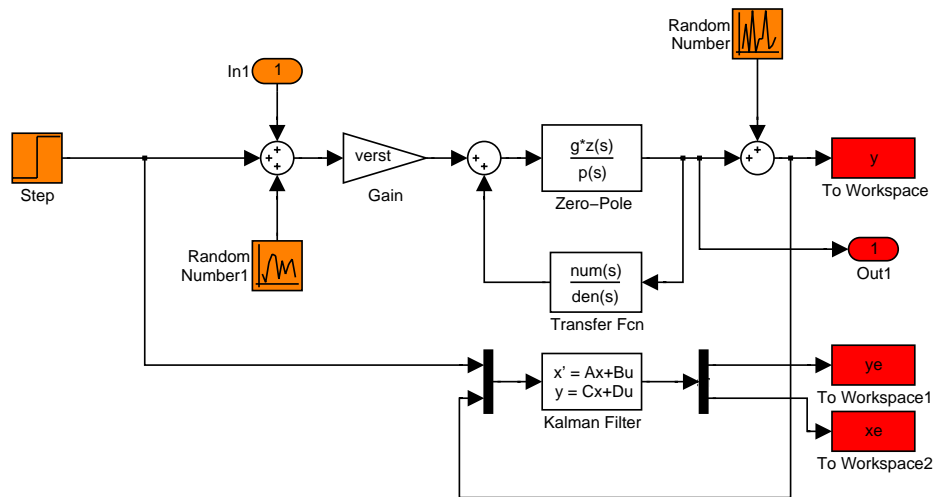 Random
Number
In1
1
+
+
+
verst
Gain
+
+
g*z(s)
p(s)
Zero−Pole
+
+
y
To Workspace
Step
Random
Number1
num(s)
den(s)
Transfer Fcn
1
Out1
x' = Ax+Bu
y = Cx+Du
Kalman Filter
ye
To Workspace1
xe
To Workspace2